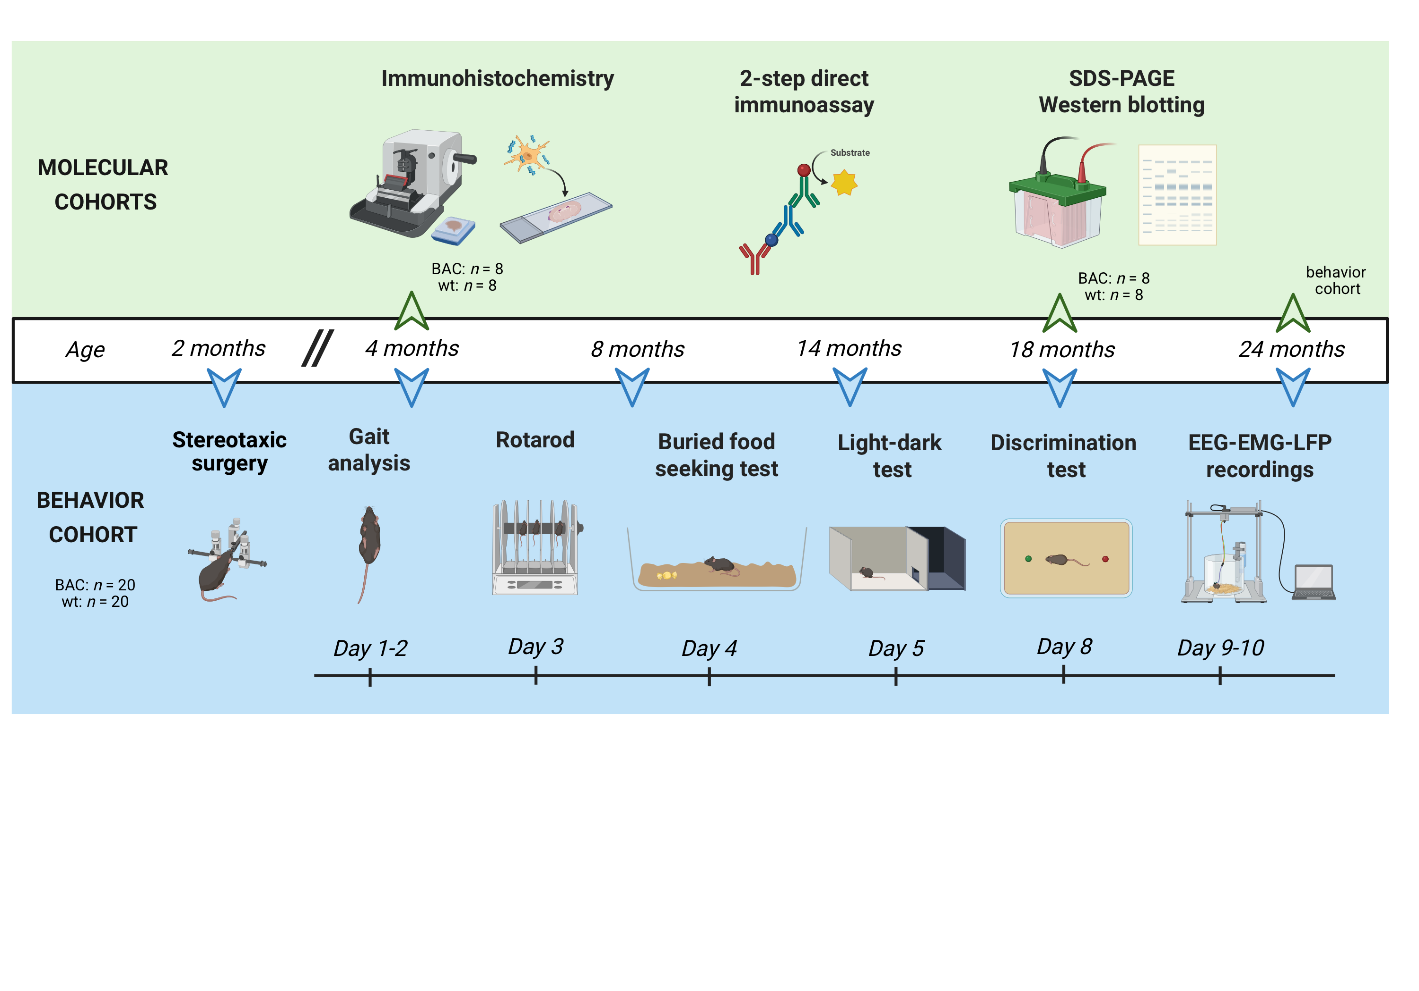 Immunohistochemistry
2-step direct
immunoassay
SDS-PAGE
Western blotting
MOLECULAR
COHORTS
Substrate
BAC: n = 8
wt: n = 8
BAC: n = 8
wt: n = 8
behavior
cohort
Age
2 months
//
4 months
8 months
14 months
18 months
24 months
Stereotaxic
surgery
Gait
analysis
Rotarod
Buried food
seeking test
Light-dark
test
Discrimination
test
EEG-EMG-LFP
recordings
BEHAVIOR
COHORT
BAC: n = 20
wt: n = 20
Day 1-2
Day 3
Day 4
Day 5
Day 8
Day 9-10